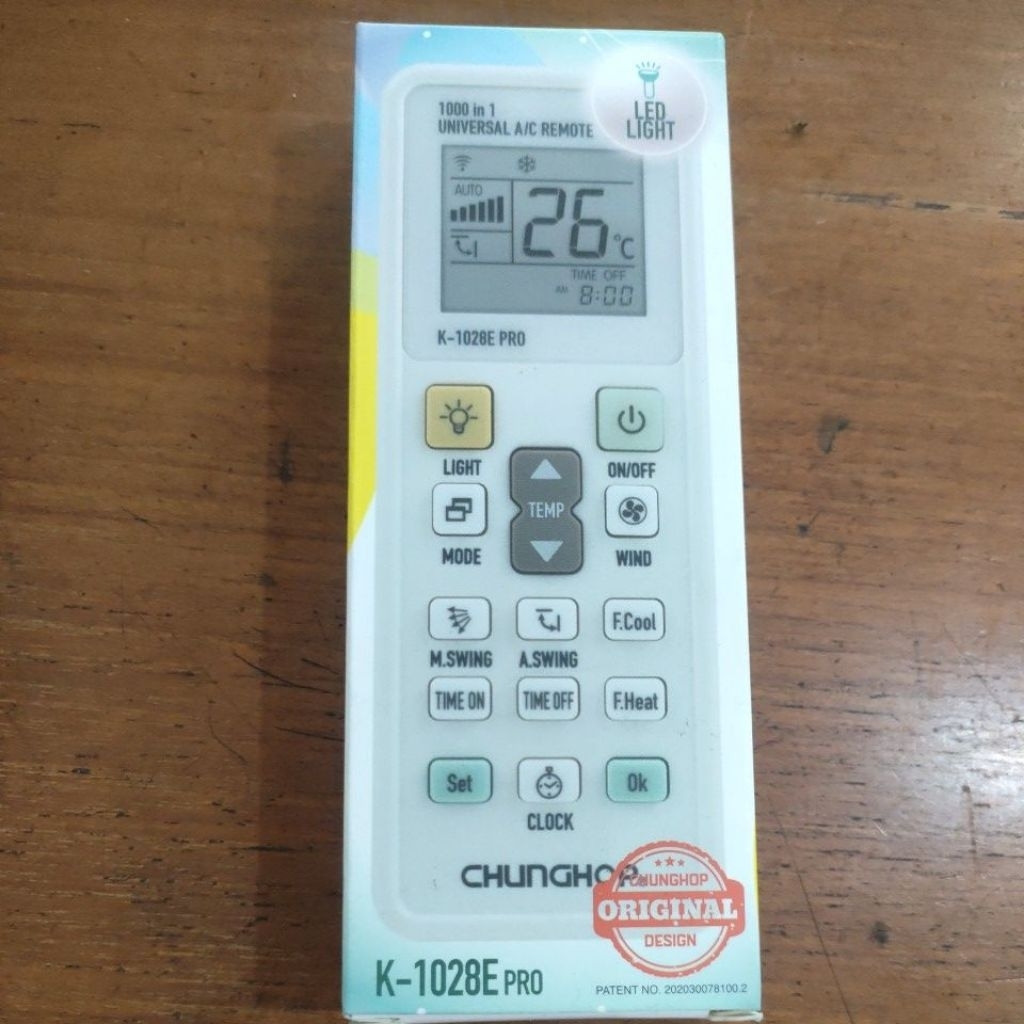 LED
LIGHT
1000 in 1
UNIVERSAL A/C REMOTE
AUTO
26°C
TIME OFF
AM 8:00
K-1028E PRO
LIGHT
ON/OFF
TEMP
MODE
WIND
F.Cool
M.SWING
A.SWING
TIME ON
TIME OFF
F.Heat
Set
Ok
CLOCK
CHUNGHOP
CHUNGHOP
ORIGINAL
DESIGN
K-1028E PRO
PATENT NO. 202030078100.2